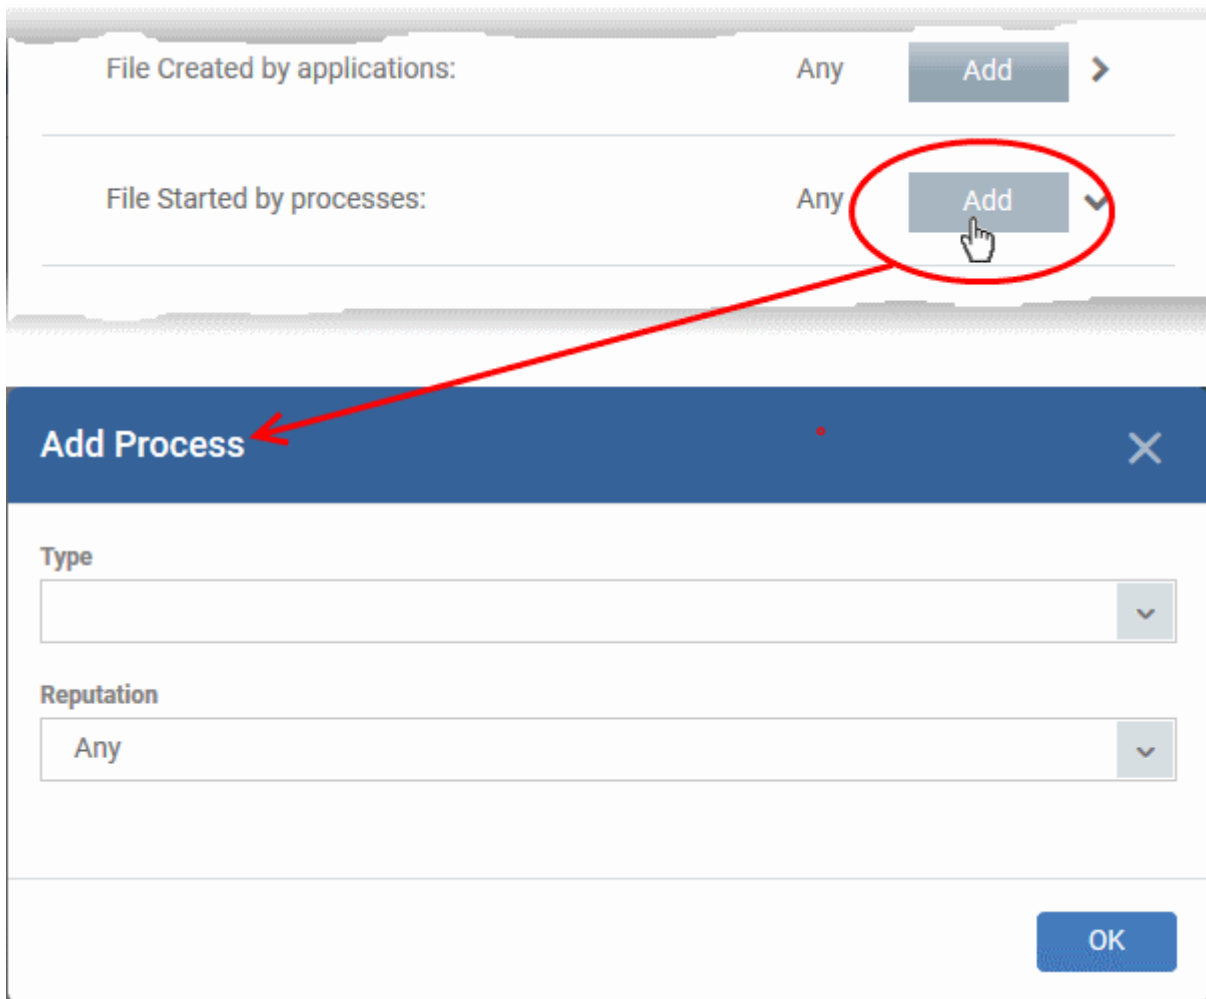 File Created by applications: Any Add
File Started by processes: Any Add
Add Process
Type
Reputation
Any
OK